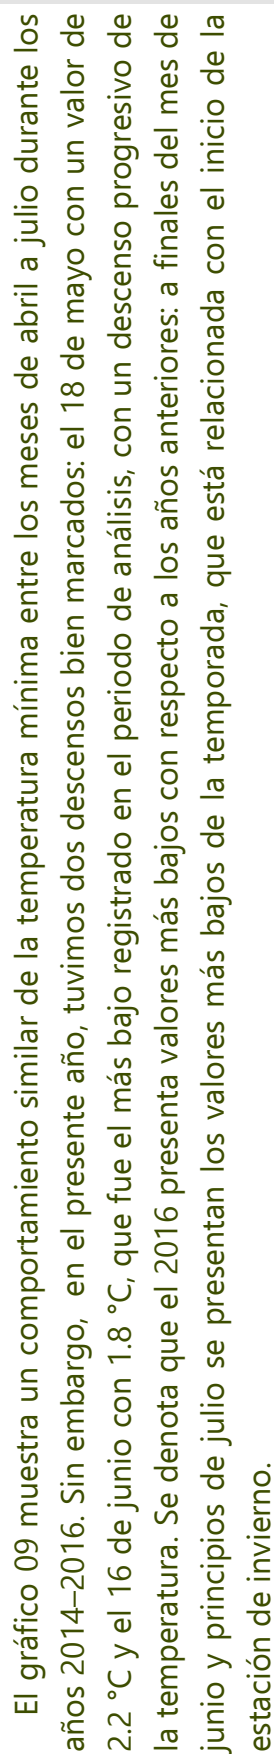 El gráfico 09 muestra un comportamiento similar de la temperatura mínima entre los meses de abril a julio durante los
años 2014–2016. Sin embargo, en el presente año, tuvimos dos descensos bien marcados: el 18 de mayo con un valor de
2.2 °C y el 16 de junio con 1.8 °C, que fue el más bajo registrado en el periodo de análisis, con un descenso progresivo de
la temperatura. Se denota que el 2016 presenta valores más bajos con respecto a los años anteriores: a finales del mes de
junio y principios de julio se presentan los valores más bajos de la temporada, que está relacionada con el inicio de la
estación de invierno.